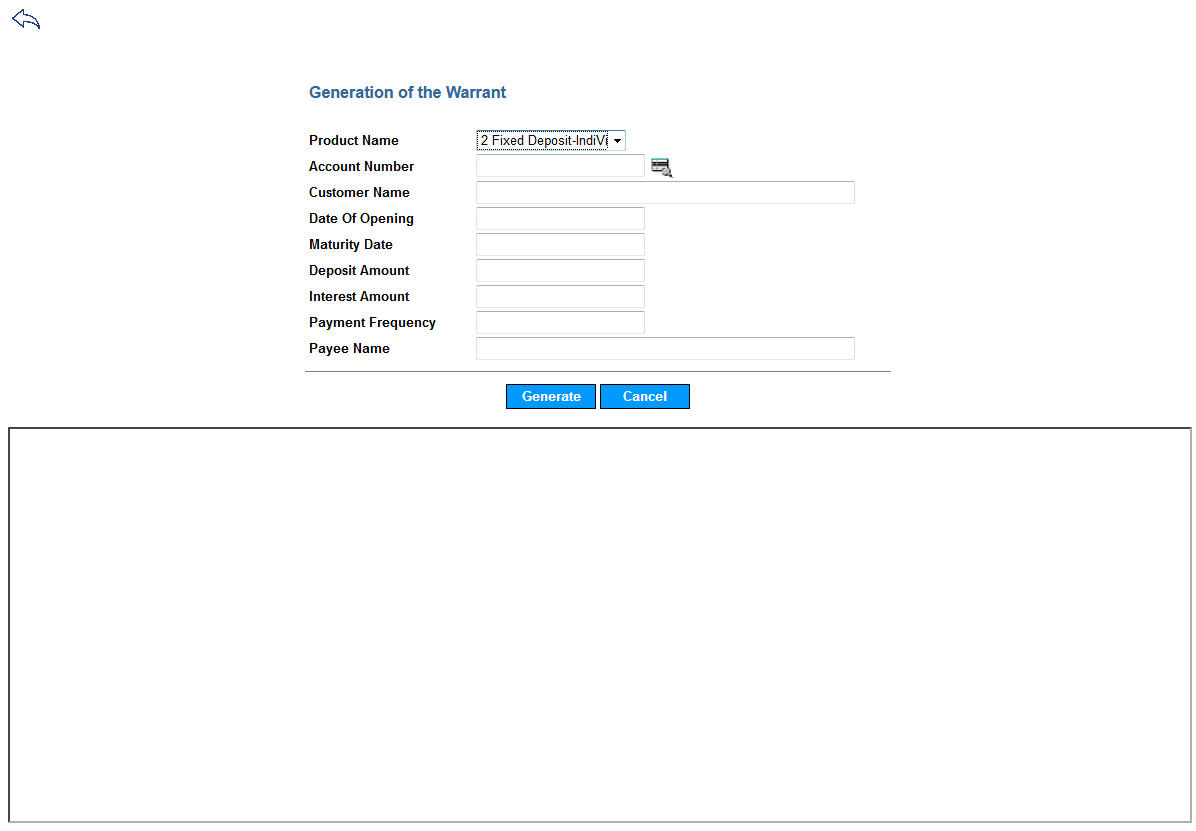 Generation of the Warrant
Product Name 2 Fixed Deposit-IndiVi
Account Number
Customer Name
Date Of Opening
Maturity Date
Deposit Amount
Interest Amount
Payment Frequency
Payee Name
Generate Cancel